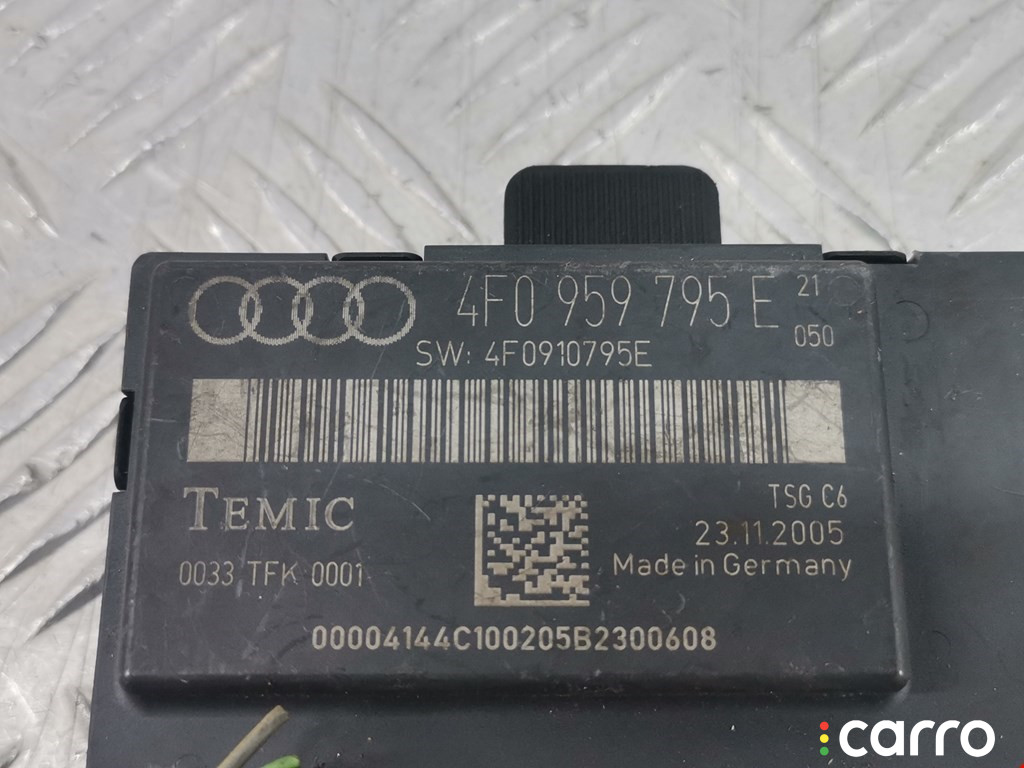 4F0 959 795 E 21
050
SW: 4F0910795E
TEMIC
TSG C6
23.11.2005
0033 TFK 0001
Made in Germany
00004144C100205B2300608
carro